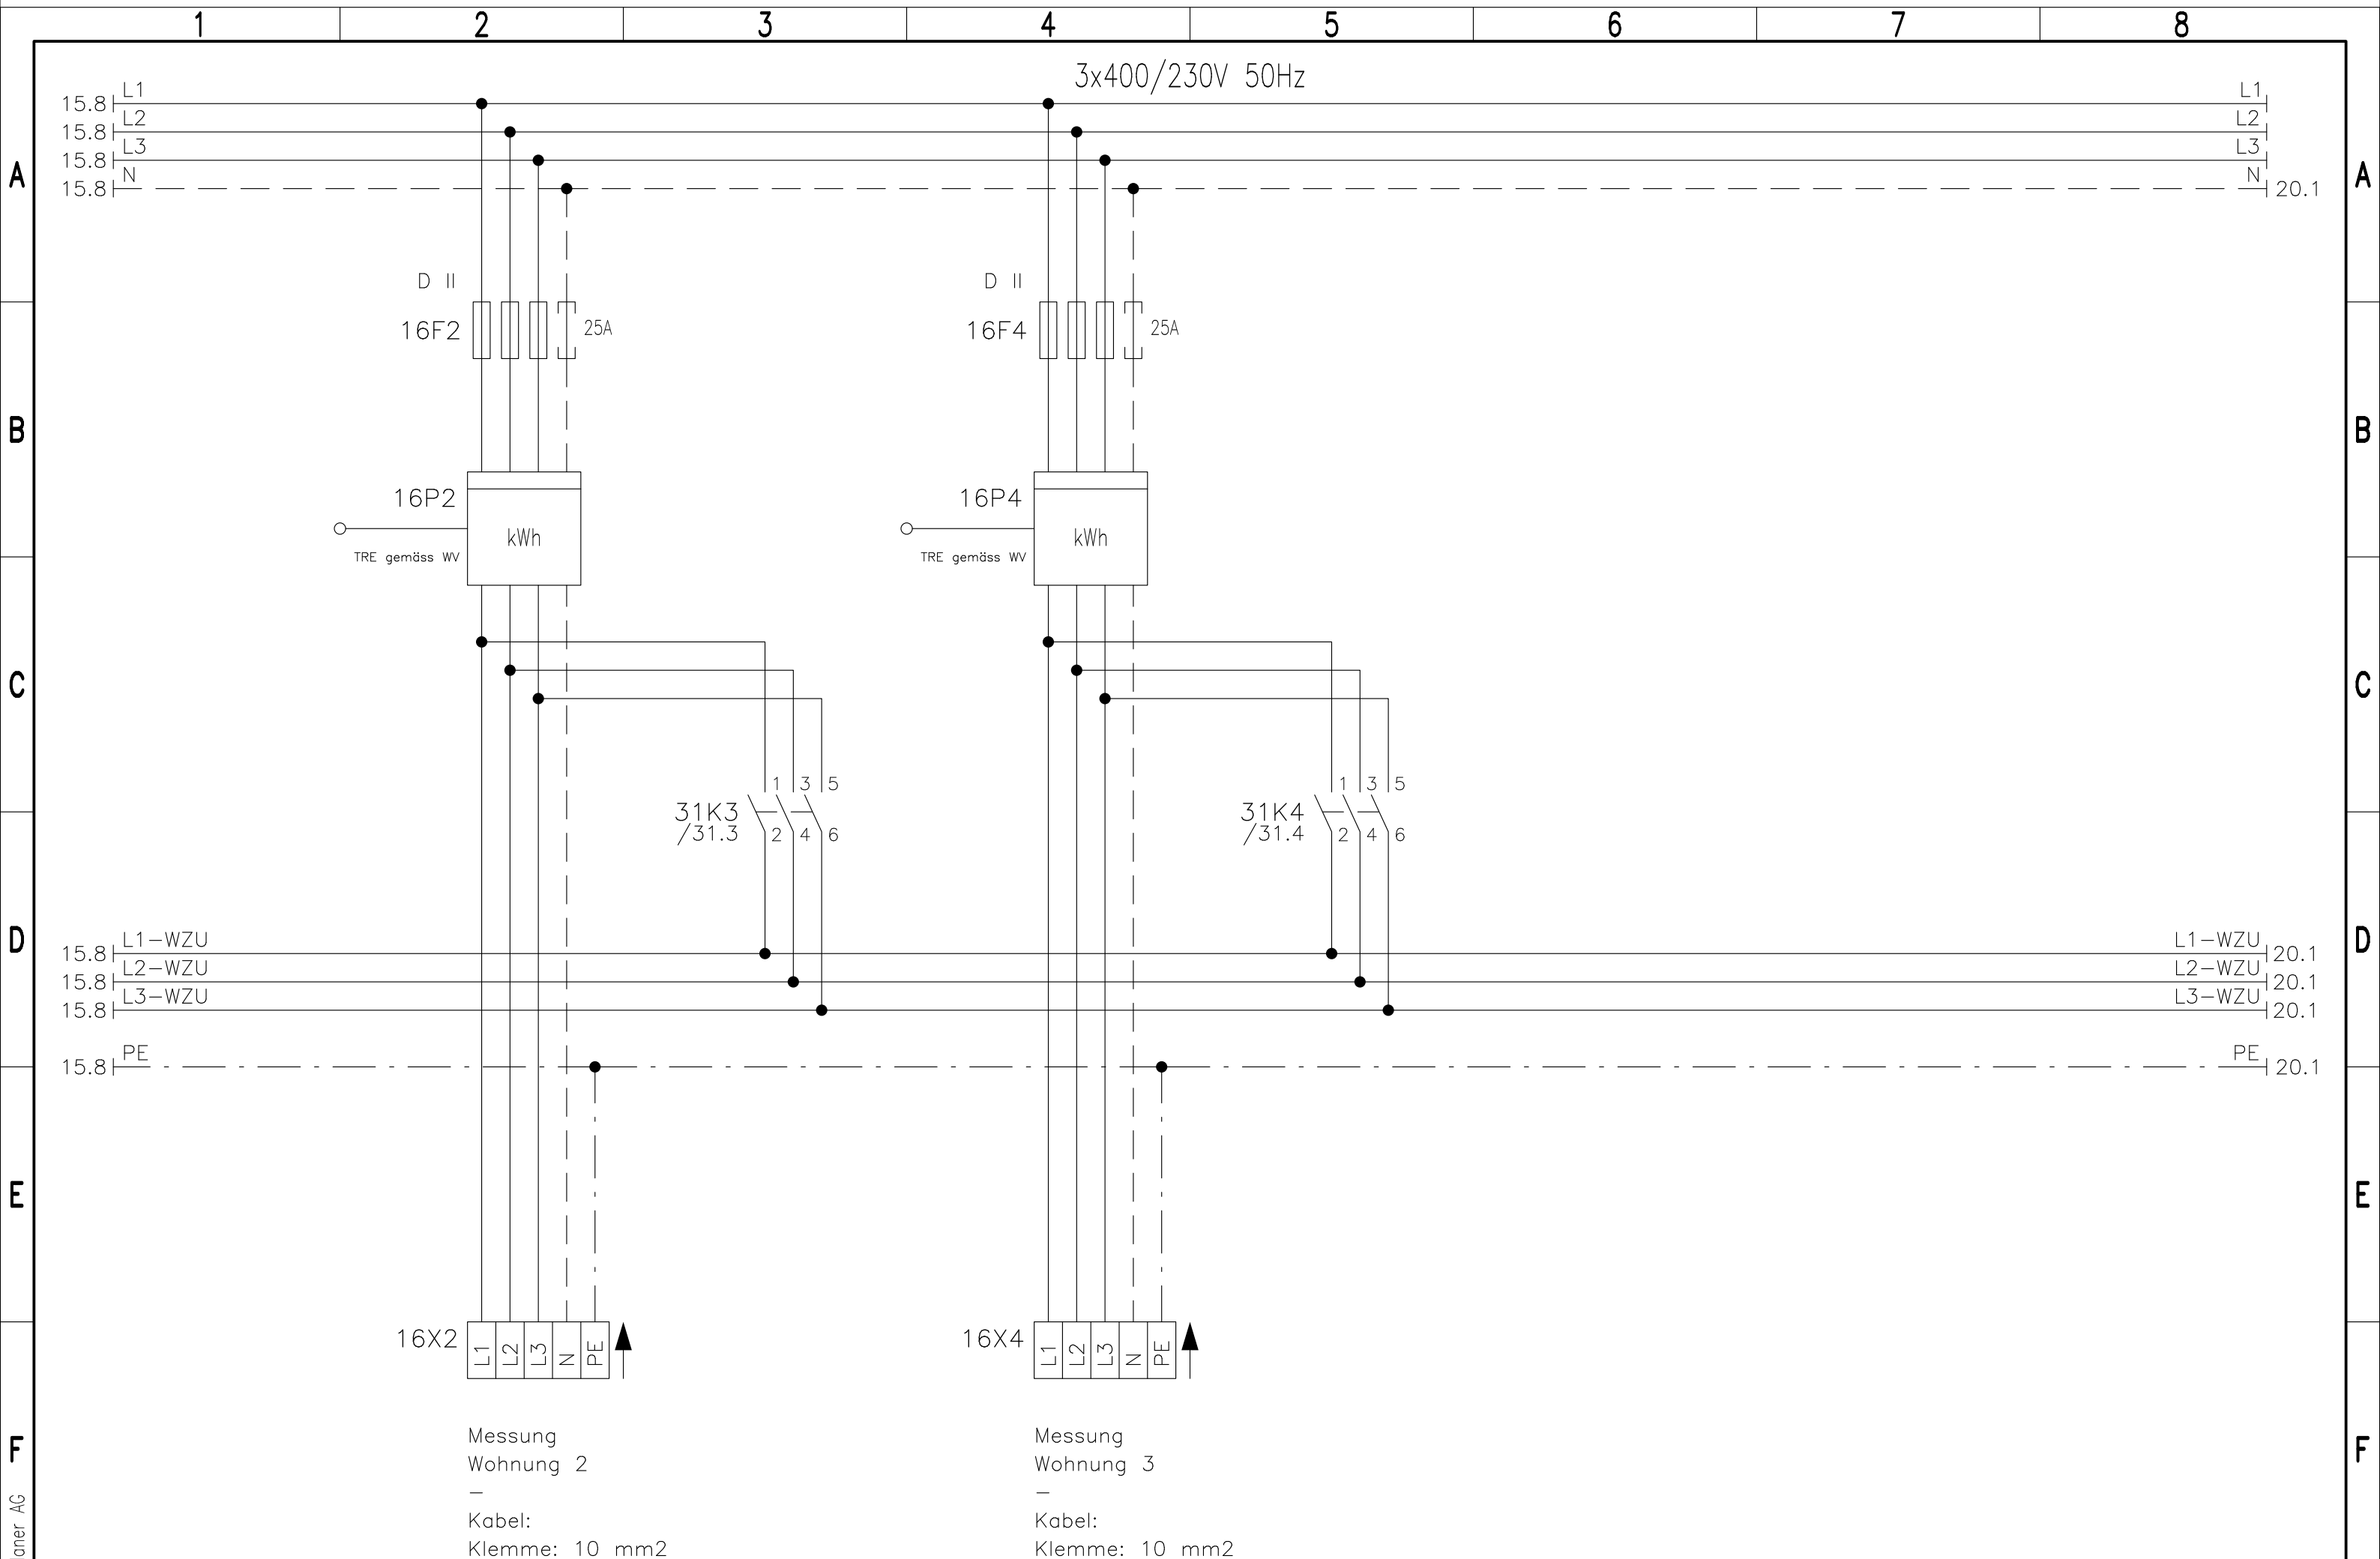 1 2 3 4 5 6 7 8
3x400/230V 50Hz
15.8 L1 L1
15.8 L2 L2
15.8 L3 L3
A 15.8 N N 20.1 A
D II D II
16F2 25A 16F4 25A
B B
16P2 16P4
kWh kWh
TRE gemäss WV TRE gemäss WV
C C
1 3 5 1 3 5
31K3 31K4
/31.3 2 4 6 /31.4 2 4 6
D D
15.8 L1-WZU L1-WZU 20.1
15.8 L2-WZU L2-WZU 20.1
15.8 L3-WZU L3-WZU 20.1
15.8 PE PE 20.1
E E
16X2 L1 L2 L3 N PE 16X4 L1 L2 L3 N PE
Messung Messung
F Wohnung 2 Wohnung 3 F
- -
Kabel: Kabel:
Klemme: 10 mm2 Klemme: 10 mm2
AG